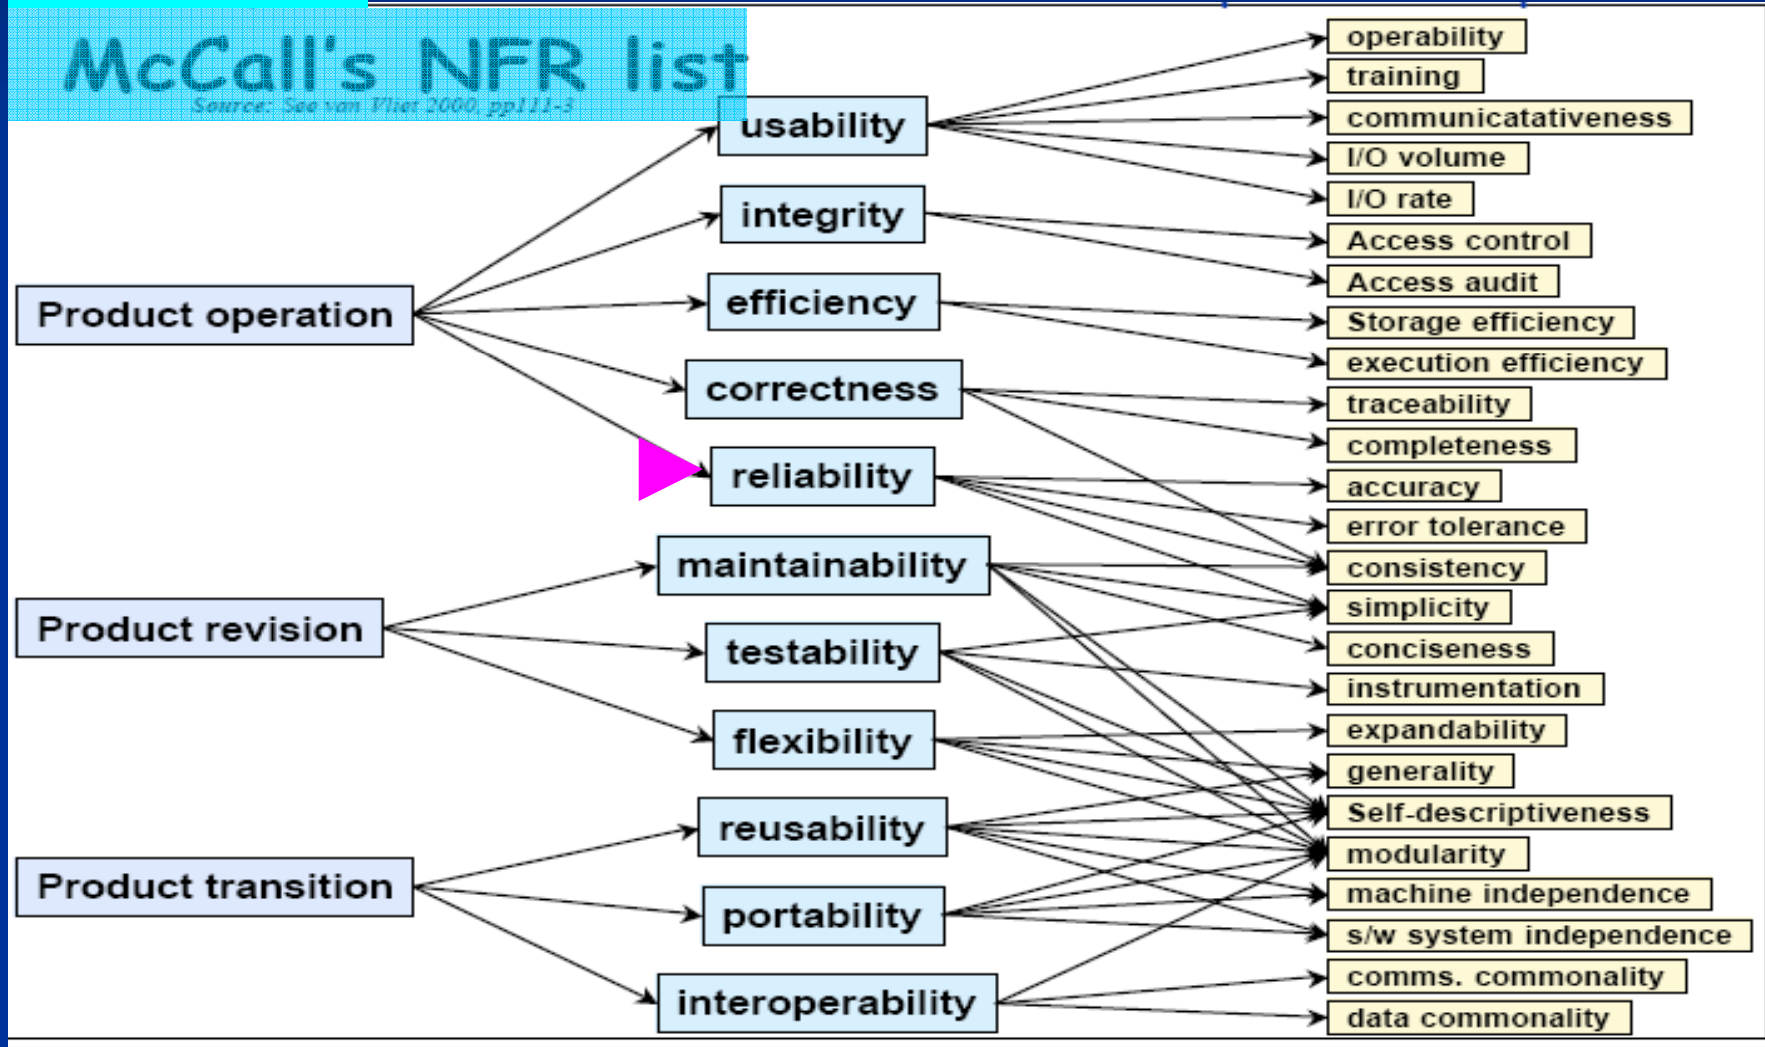 McCall's NFR list
Source: See van Vliet 2000, pp111-3
Product operation
Product revision
Product transition
usability
integrity
efficiency
correctness
reliability
maintainability
testability
flexibility
reusability
portability
interoperability
operability
training
communicatativeness
I/O volume
I/O rate
Access control
Access audit
Storage efficiency
execution efficiency
traceability
completeness
accuracy
error tolerance
consistency
simplicity
conciseness
instrumentation
expandability
generality
Self-descriptiveness
modularity
machine independence
s/w system independence
comms. commonality
data commonality